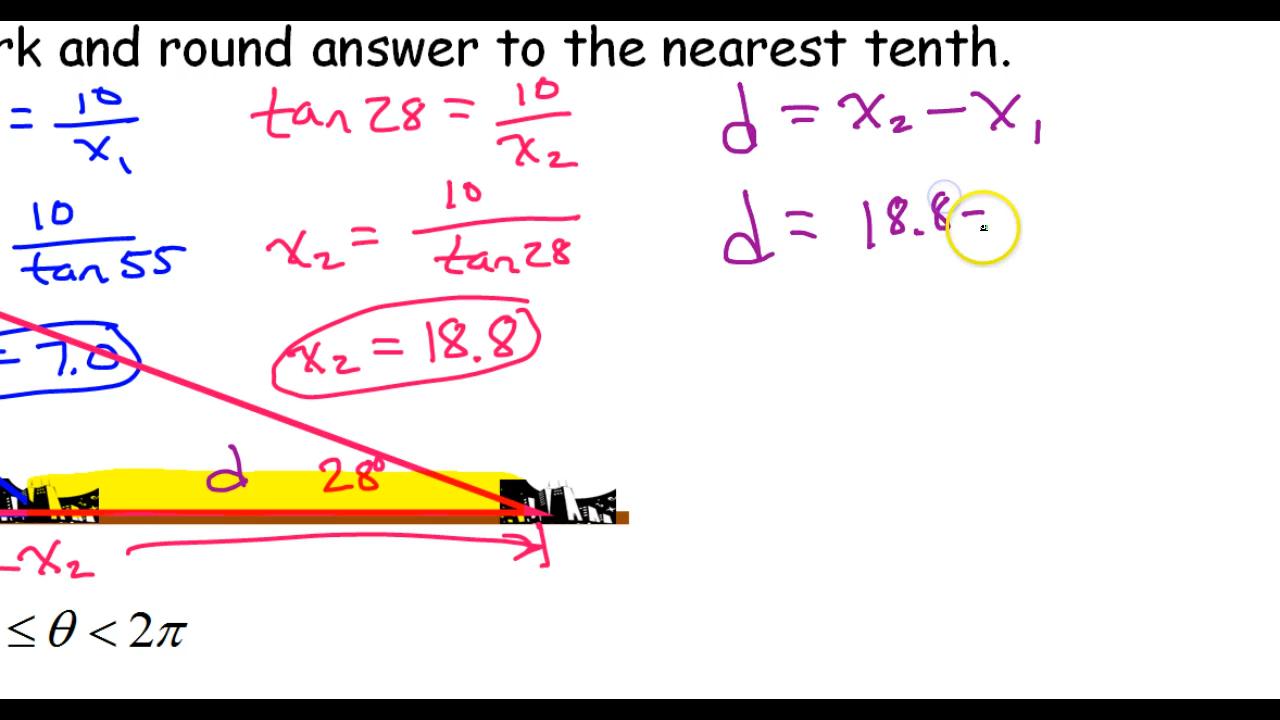 rk and round answer to the nearest tenth.
= 10/x₁
tan 28 = 10/x₂
d = x₂ - x₁
10/tan 55
x₂ = 10/tan 28
d = 18.8 -
= 7.0
x₂ = 18.8
d 28°
x₂
≤ θ < 2π